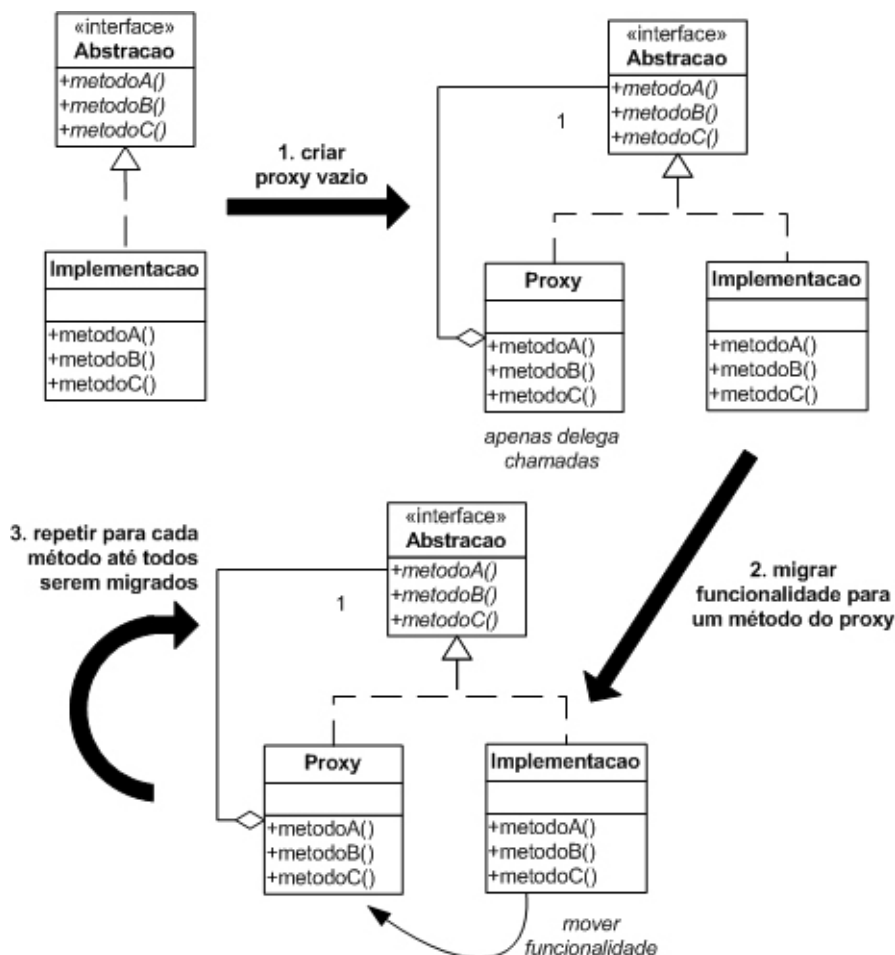 «interface»
Abstracao
+metodoA()
+metodoB()
+metodoC()
Implementacao
+metodoA()
+metodoB()
+metodoC()
1. criar
proxy vazio
«interface»
Abstracao
+metodoA()
+metodoB()
+metodoC()
1
Proxy
+metodoA()
+metodoB()
+metodoC()
apenas delega
chamadas
Implementacao
+metodoA()
+metodoB()
+metodoC()
2. migrar
funcionalidade para
um método do proxy
3. repetir para cada
método até todos
serem migrados
«interface»
Abstracao
+metodoA()
+metodoB()
+metodoC()
1
Proxy
+metodoA()
+metodoB()
+metodoC()
Implementacao
+metodoA()
+metodoB()
+metodoC()
mover
funcionalidade